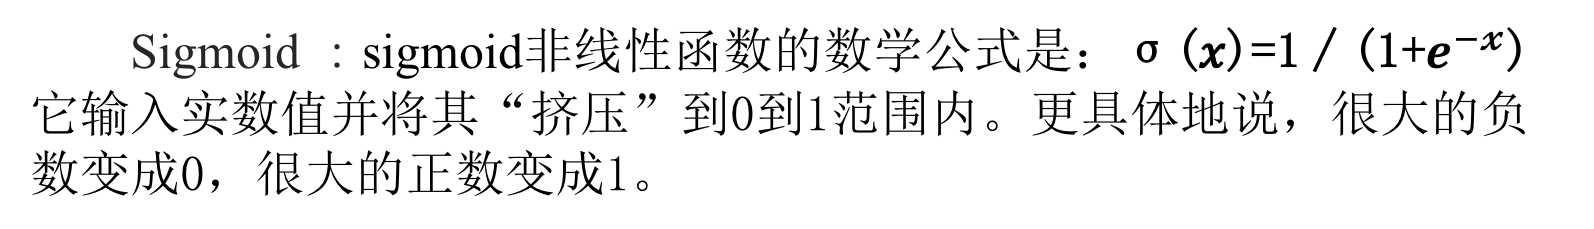 Sigmoid ：sigmoid非线性函数的数学公式是： σ (x)=1 / (1+e⁻ˣ)
它输入实数值并将其“挤压”到0到1范围内。更具体地说，很大的负
数变成0，很大的正数变成1。